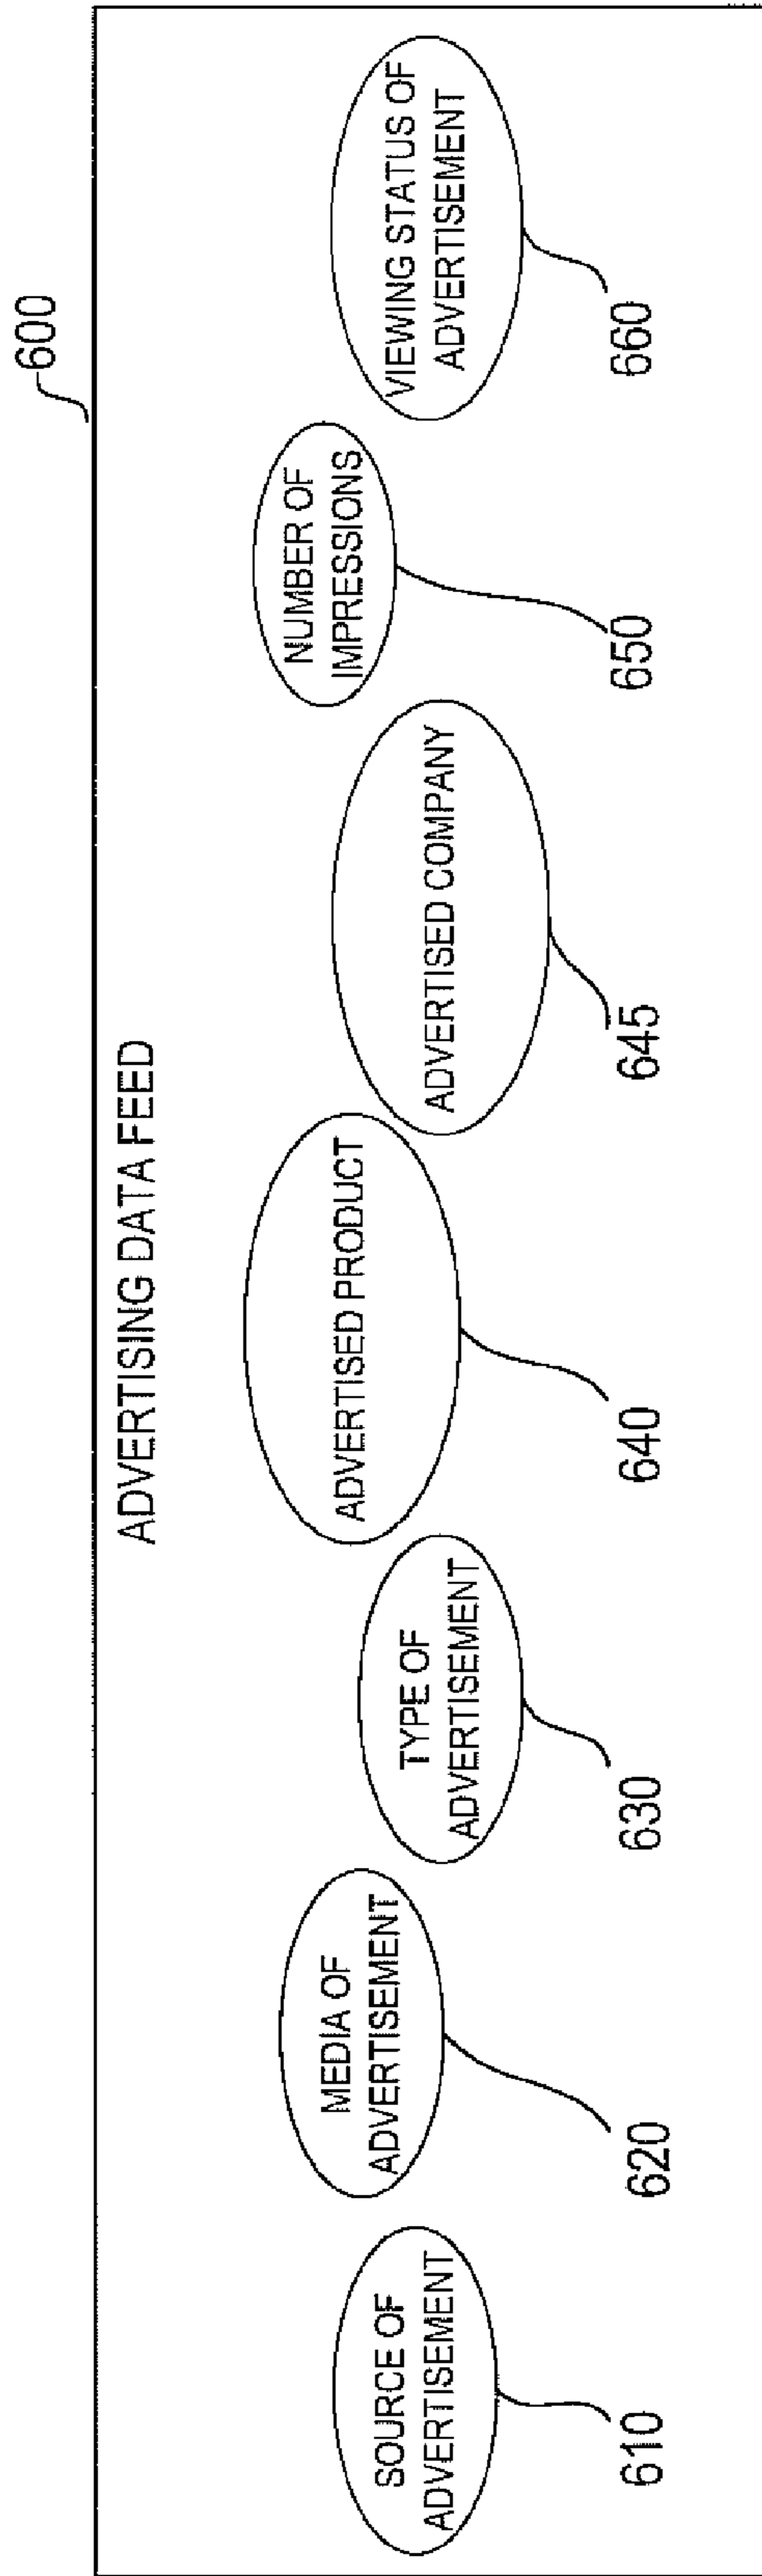 600
ADVERTISING DATA FEED
SOURCE OF
ADVERTISEMENT
610
MEDIA OF
ADVERTISEMENT
620
TYPE OF
ADVERTISEMENT
630
ADVERTISED PRODUCT
640
ADVERTISED COMPANY
645
NUMBER OF
IMPRESSIONS
650
VIEWING STATUS OF
ADVERTISEMENT
660